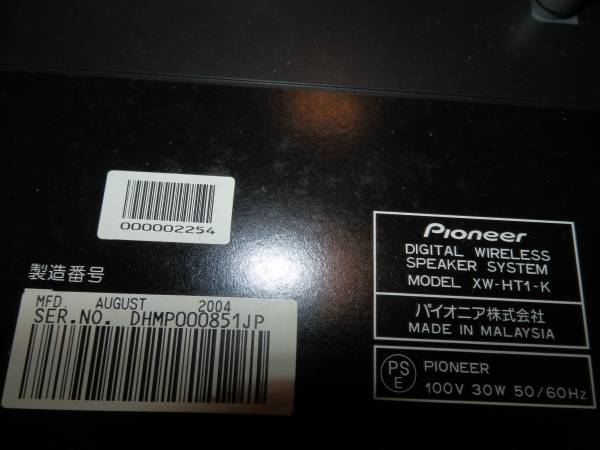 000002254
製造番号
MFD. AUGUST 2004
SER.NO. DHMP000851JP
Pioneer
DIGITAL WIRELESS
SPEAKER SYSTEM
MODEL XW-HT1-K
パイオニア株式会社
MADE IN MALAYSIA
PS
E
PIONEER
100V 30W 50/60Hz